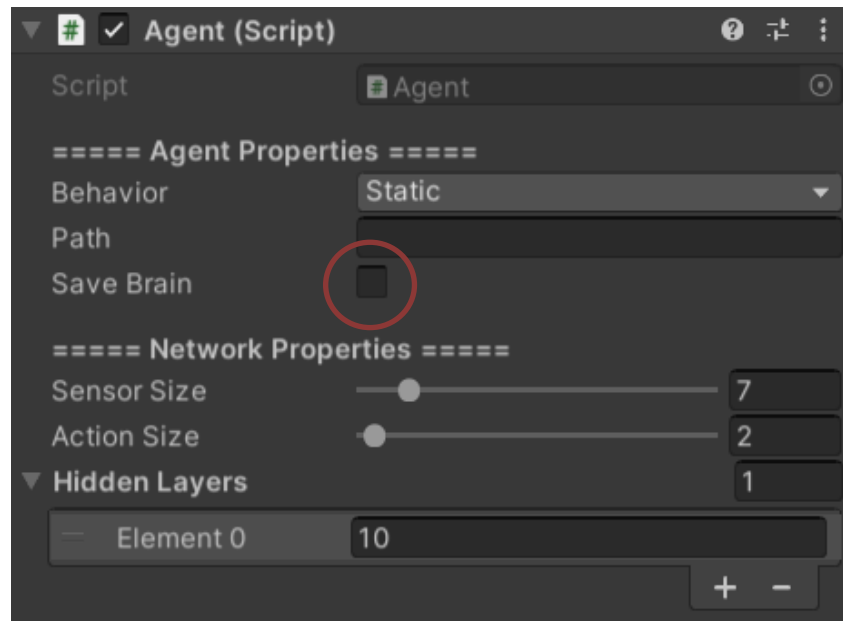 # Agent (Script)
Script # Agent
===== Agent Properties =====
Behavior Static
Path
Save Brain
===== Network Properties =====
Sensor Size 7
Action Size 2
Hidden Layers 1
Element 0 10
+ -